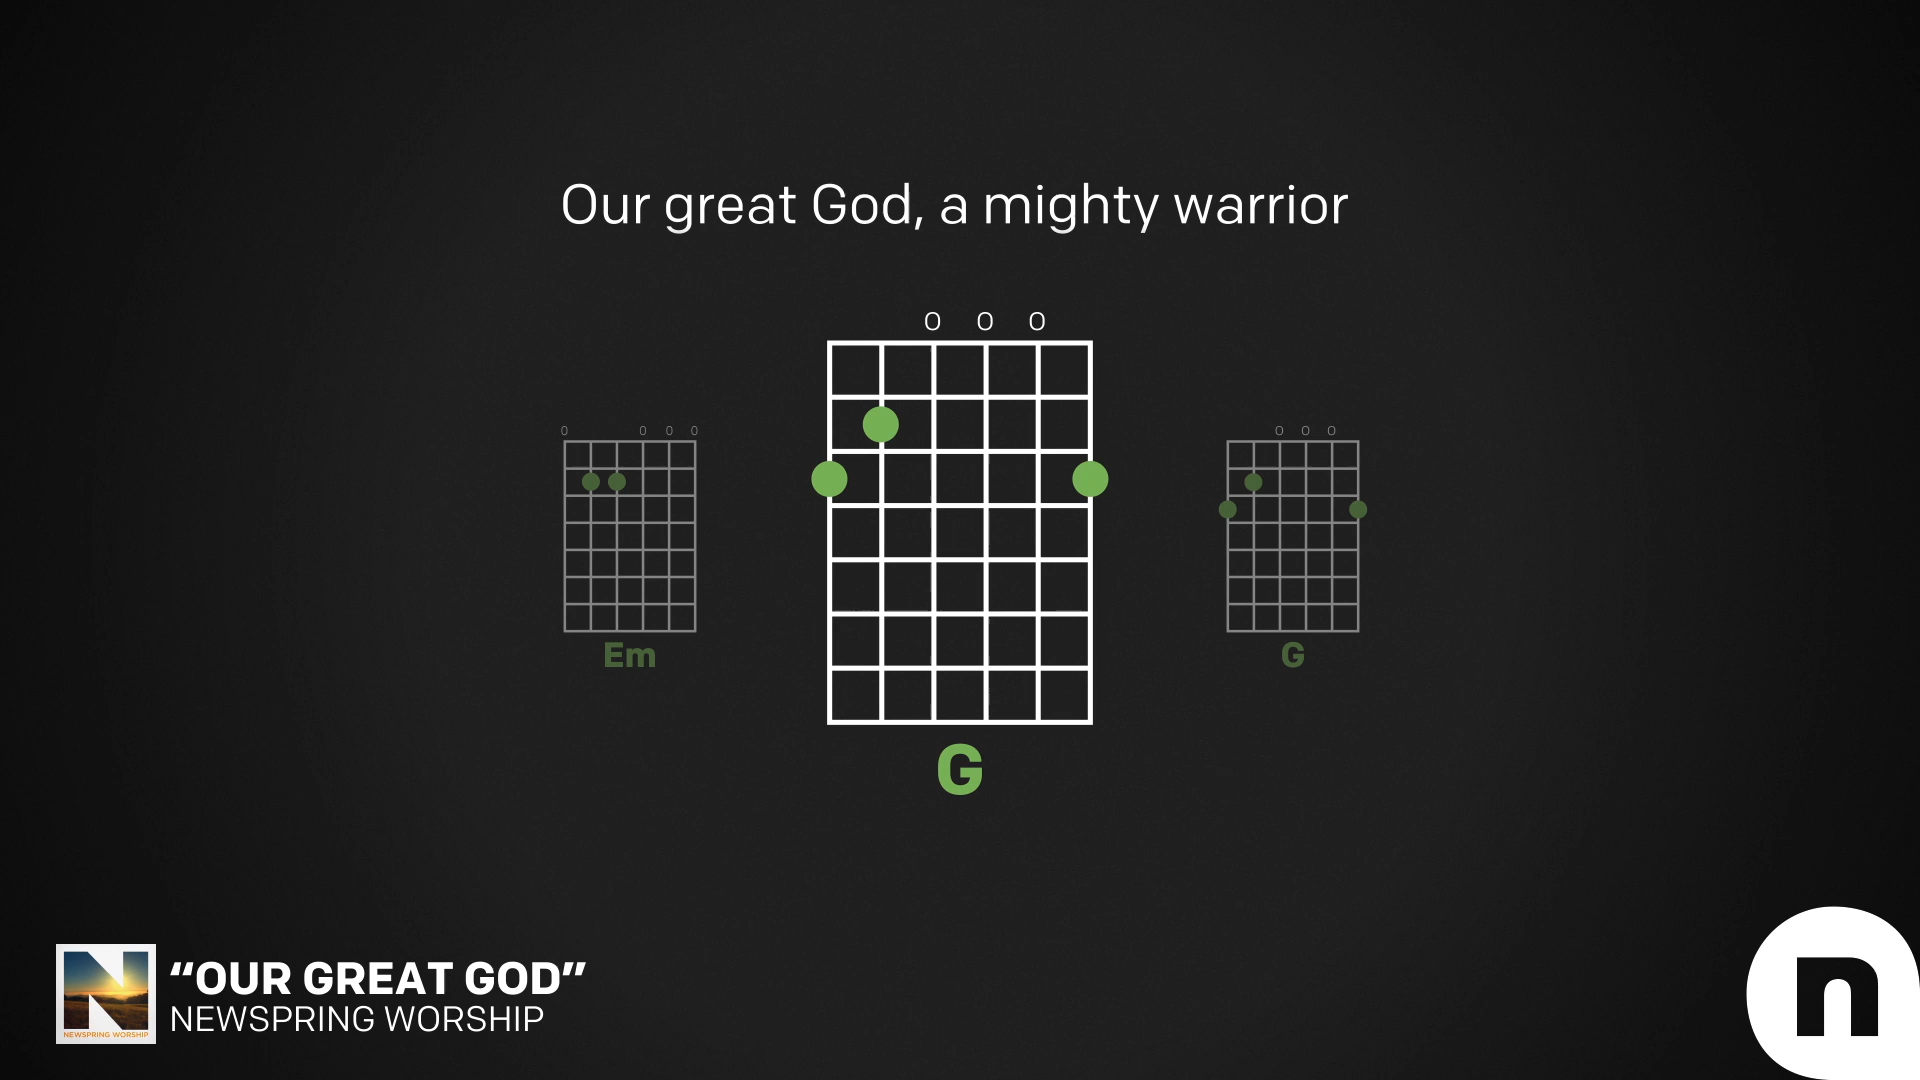 Our great God, a mighty warrior
O O O
O O O O
O O O
Em
G
G
“OUR GREAT GOD”
NEWSPRING WORSHIP
N
NEWSPRING WORSHIP
n